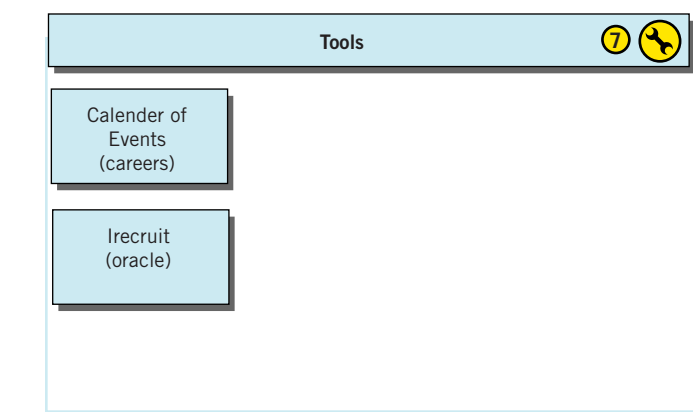 Tools
7
Calender of
Events
(careers)
Irecruit
(oracle)